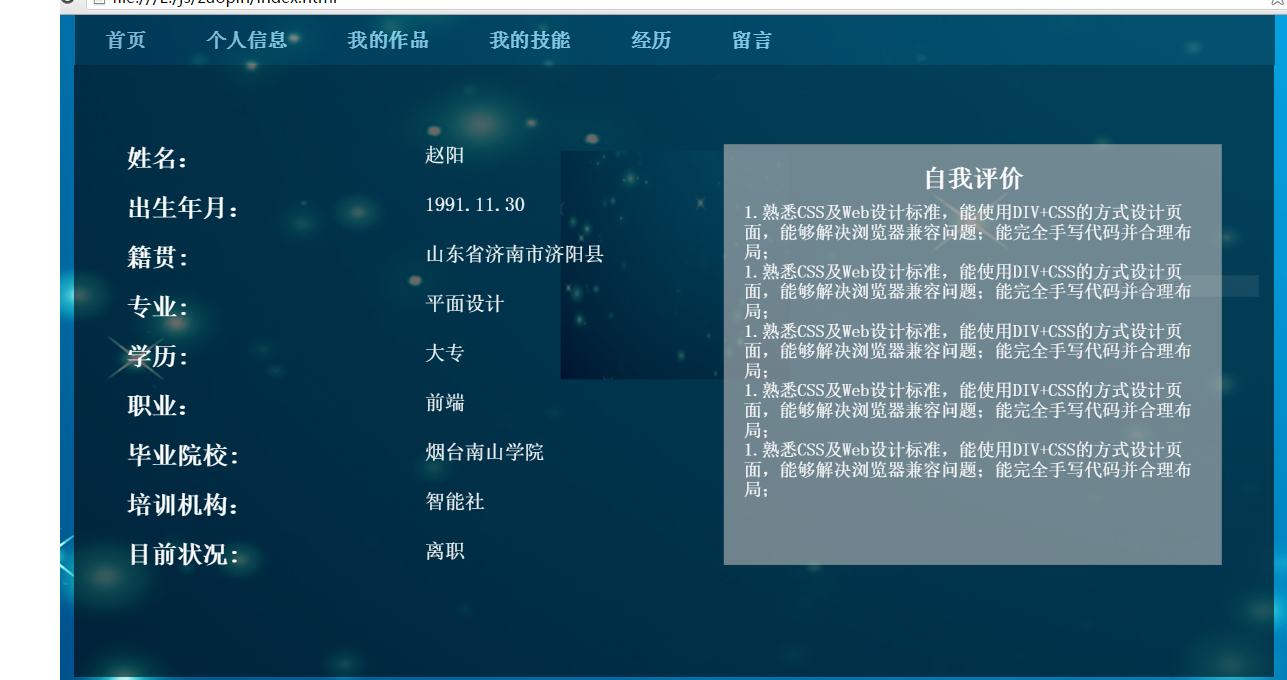 首页 个人信息 我的作品 我的技能 经历 留言
姓名: 赵阳
出生年月: 1991.11.30
籍贯: 山东省济南市济阳县
专业: 平面设计
学历: 大专
职业: 前端
毕业院校: 烟台南山学院
培训机构: 智能社
目前状况: 离职
自我评价
1.熟悉CSS及Web设计标准，能使用DIV+CSS的方式设计页
面，能够解决浏览器兼容问题；能完全手写代码并合理布
局；
1.熟悉CSS及Web设计标准，能使用DIV+CSS的方式设计页
面，能够解决浏览器兼容问题；能完全手写代码并合理布
局；
1.熟悉CSS及Web设计标准，能使用DIV+CSS的方式设计页
面，能够解决浏览器兼容问题；能完全手写代码并合理布
局；
1.熟悉CSS及Web设计标准，能使用DIV+CSS的方式设计页
面，能够解决浏览器兼容问题；能完全手写代码并合理布
局；
1.熟悉CSS及Web设计标准，能使用DIV+CSS的方式设计页
面，能够解决浏览器兼容问题；能完全手写代码并合理布
局；